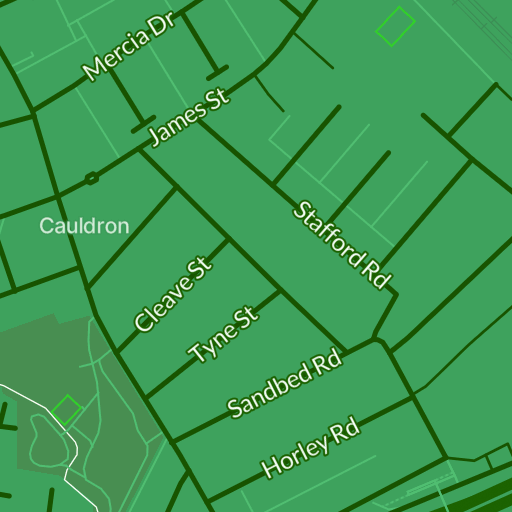 Mercia Dr
James St
Cauldron
Stafford Rd
Cleave St
Tyne St
Sandbed Rd
Horley Rd